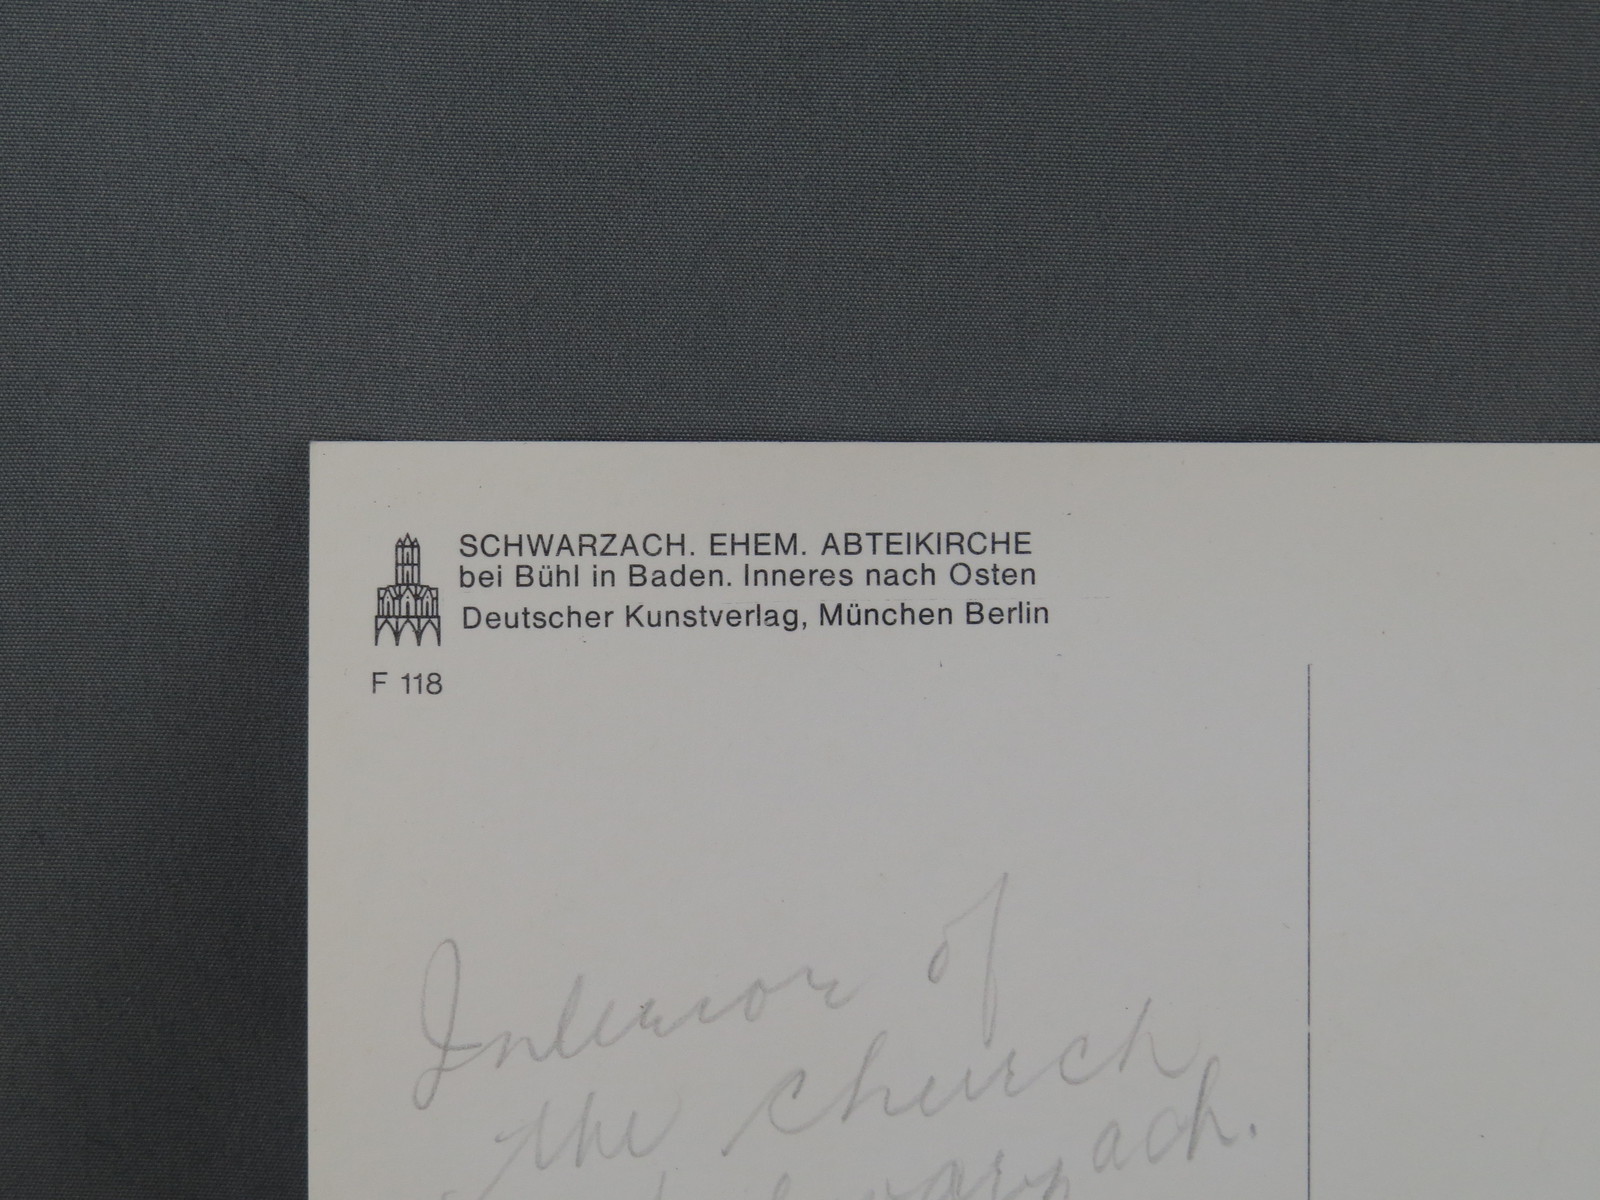 SCHWARZACH. EHEM. ABTEIKIRCHE
bei Bühl in Baden. Inneres nach Osten
Deutscher Kunstverlag, München Berlin
F 118
Interior of
the church